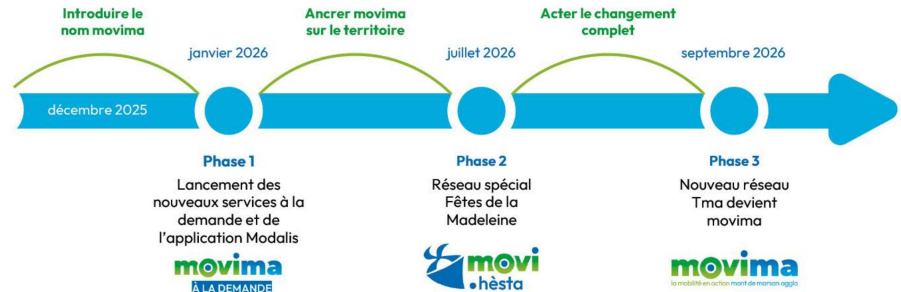 Introduire le
nom movima
Ancrer movima
sur le territoire
Acter le changement
complet
janvier 2026
juillet 2026
septembre 2026
décembre 2025
Phase 1
Lancement des
nouveaux services à la
demande et de
l'application Modalis
movima
À LA DEMANDE
Phase 2
Réseau spécial
Fêtes de la
Madeleine
movi
.hèsta
Phase 3
Nouveau réseau
Tma devient
movima
movima
la mobilité en action mont de marsan agglo